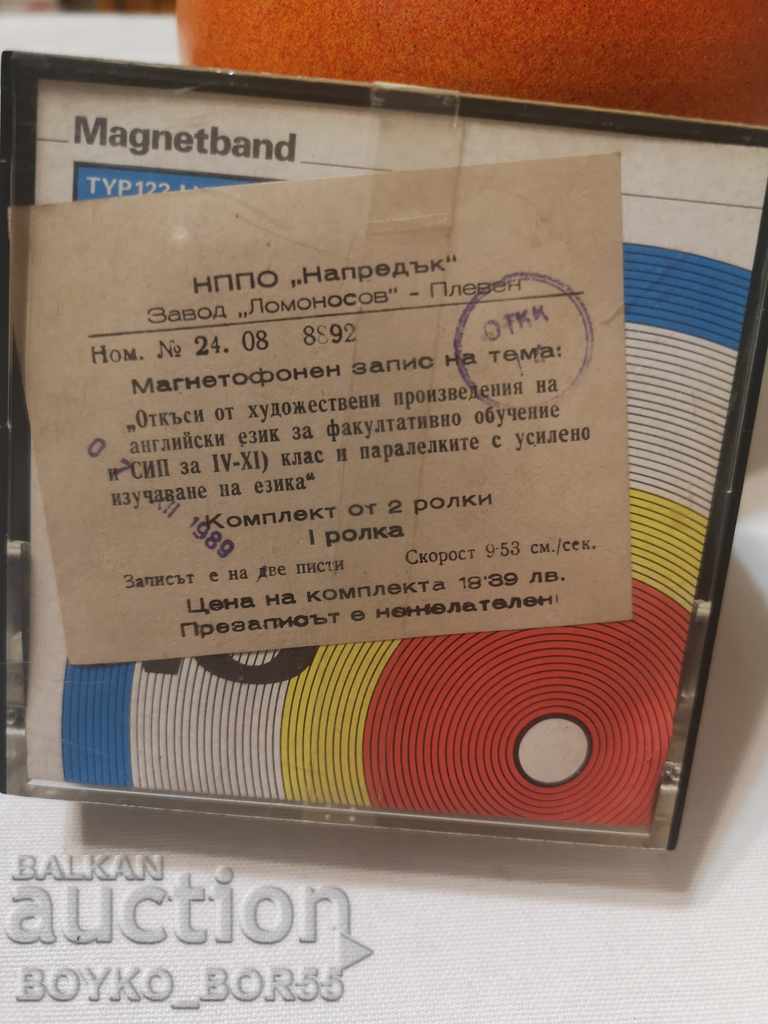 Magnetband
TYP 122
НППО „Напредък“
Завод „Ломоносов“ - Плевен
Ном. № 24. 08 8892
ОТКК
Магнетофонен запис на тема:
„Откъси от художествени произведения на
английски език за факултативно обучение
и СИП за IV-XI) клас и паралелките с усилено
изучаване на езика“
Комплект от 2 ролки
I ролка
Записът е на две писти Скорост 9·53 см./сек.
Цена на комплекта 18·39 лв.
Презаписът е нежелателен
1989
BALKAN
auction
BOYKO_BOR55